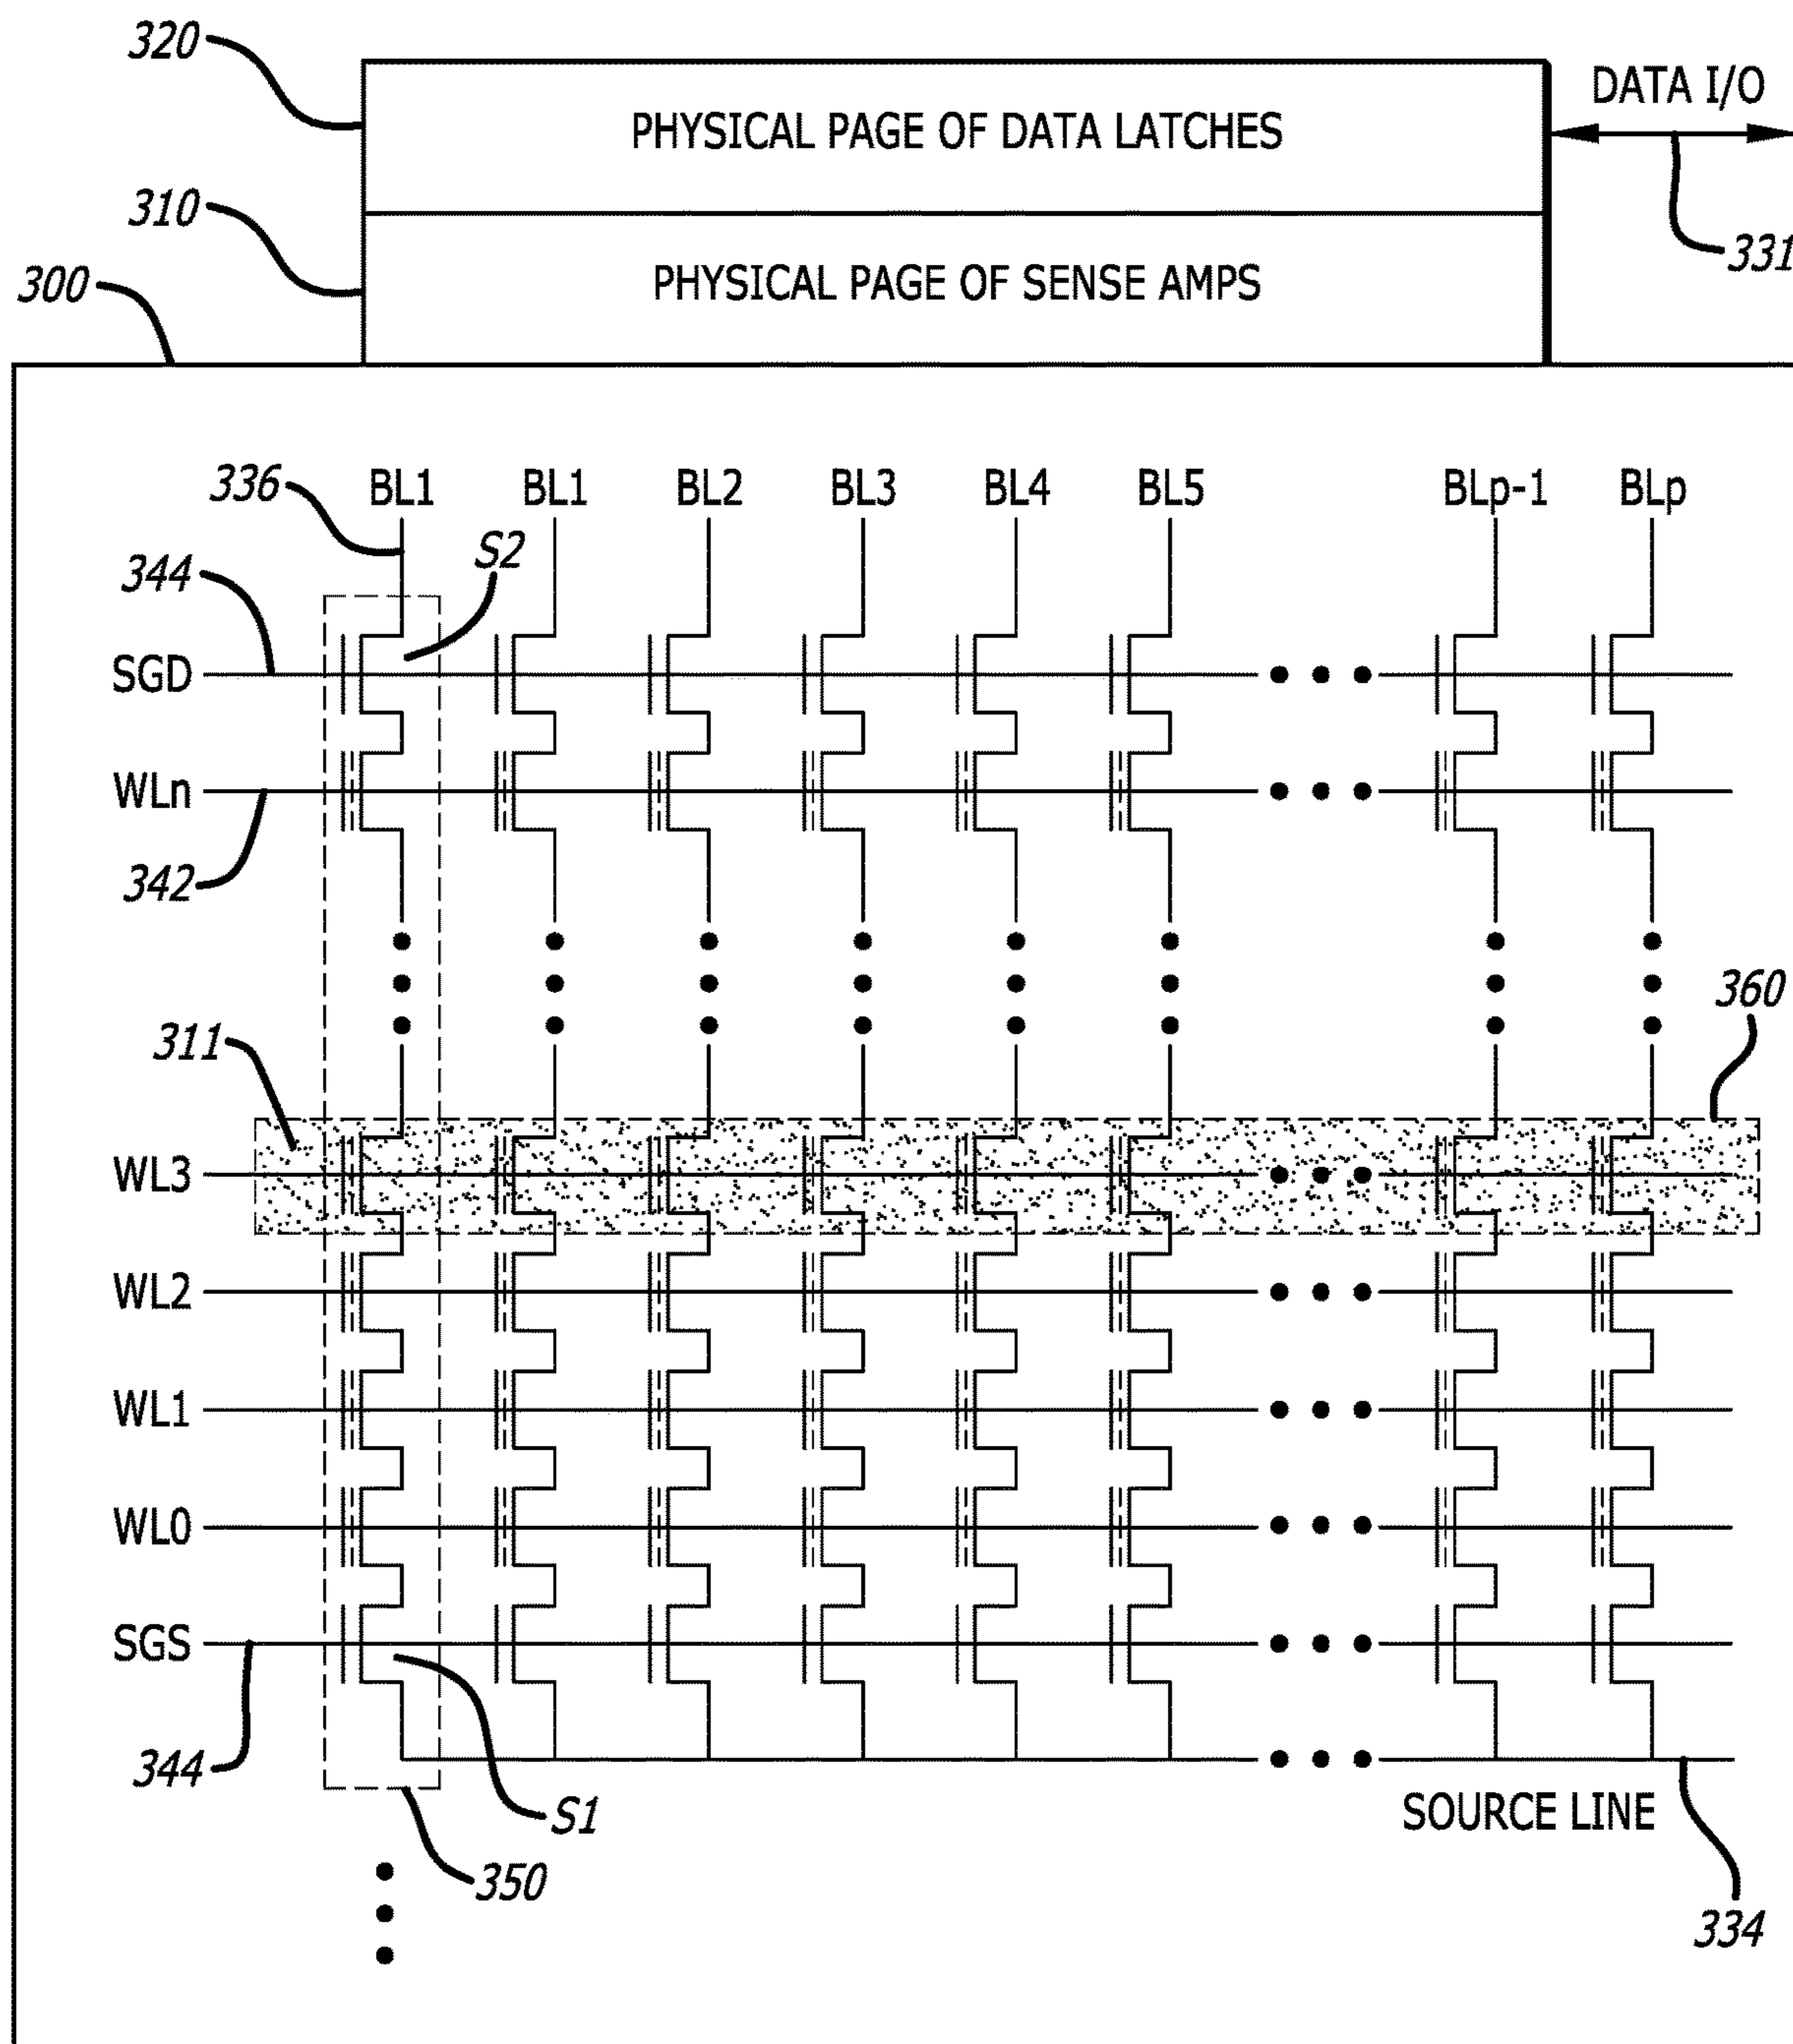 320
PHYSICAL PAGE OF DATA LATCHES
DATA I/O
310
PHYSICAL PAGE OF SENSE AMPS
331
300
336 BL1 BL1 BL2 BL3 BL4 BL5 BLp-1 BLp
S2
344
SGD
WLn
342
360
311
WL3
WL2
WL1
WL0
SGS
344
S1
SOURCE LINE
350
334